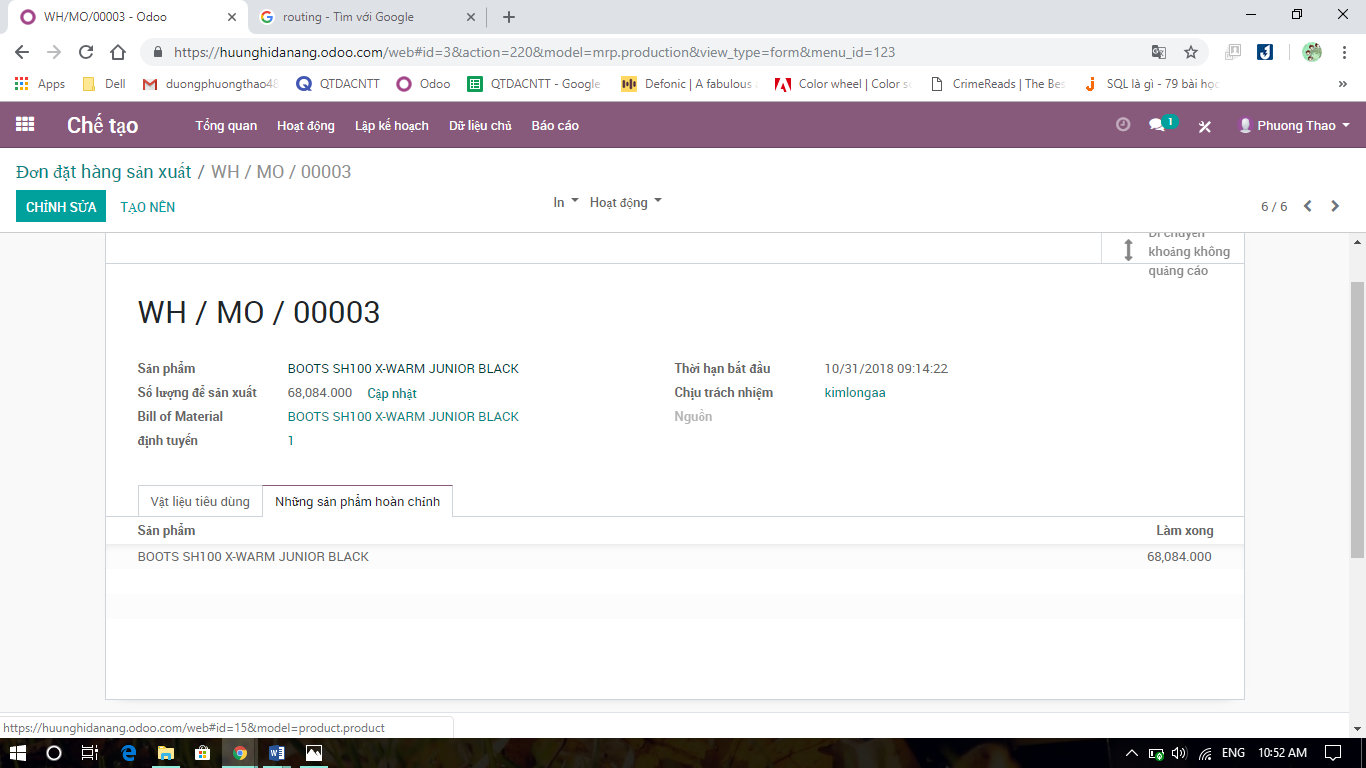 WH/MO/00003 - Odoo
routing - Tìm với Google
https://huunghidanang.odoo.com/web#id=3&action=220&model=mrp.production&view_type=form&menu_id=123
Apps Dell duongphuongthao48 QTDACNTT Odoo QTDACNTT - Google Defonic | A fabulous Color wheel | Color s CrimeReads | The Bes SQL là gì - 79 bài học »
Chế tạo Tổng quan Hoạt động Lập kế hoạch Dữ liệu chủ Báo cáo 1 Phuong Thao
Đơn đặt hàng sản xuất / WH / MO / 00003
CHỈNH SỬA TẠO NÊN In Hoạt động 6 / 6
Di chuyển
khoảng không
quảng cáo
WH / MO / 00003
Sản phẩm BOOTS SH100 X-WARM JUNIOR BLACK Thời hạn bắt đầu 10/31/2018 09:14:22
Số lượng để sản xuất 68,084.000 Cập nhật Chịu trách nhiệm kimlongaa
Bill of Material BOOTS SH100 X-WARM JUNIOR BLACK Nguồn
định tuyến 1
Vật liệu tiêu dùng Những sản phẩm hoàn chỉnh
Sản phẩm Làm xong
BOOTS SH100 X-WARM JUNIOR BLACK 68,084.000
https://huunghidanang.odoo.com/web#id=15&model=product.product
ENG 10:52 AM